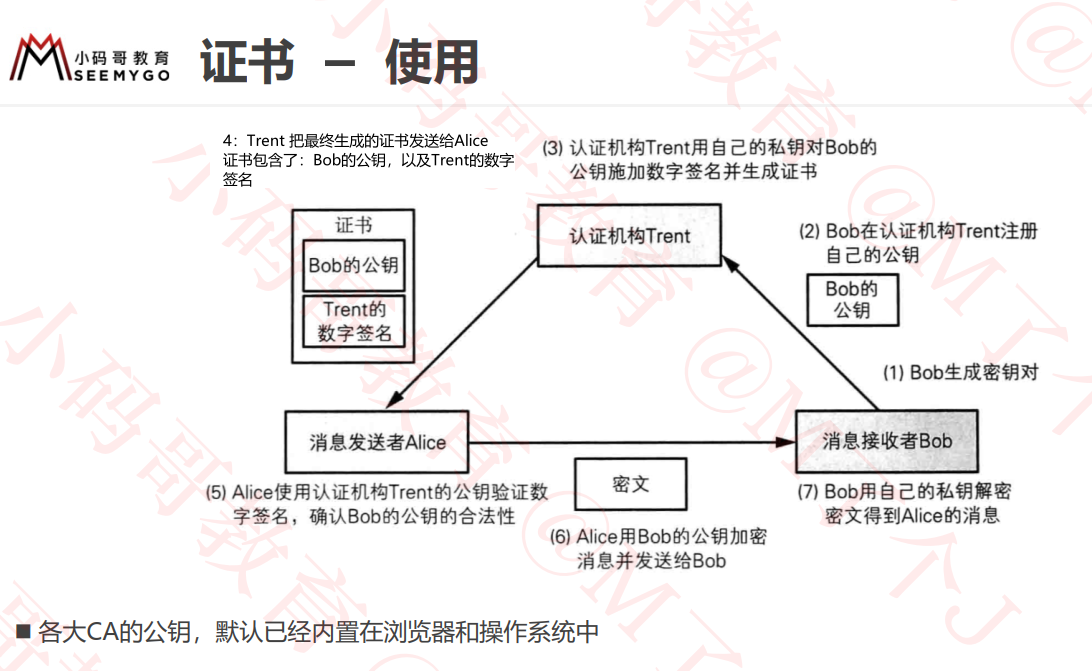 小码哥教育
SEEMYGO
证书 – 使用
4：Trent 把最终生成的证书发送给Alice
证书包含了：Bob的公钥，以及Trent的数字
签名
(3) 认证机构Trent用自己的私钥对Bob的
公钥施加数字签名并生成证书
证书
Bob的公钥
Trent的
数字签名
认证机构Trent
(2) Bob在认证机构Trent注册
自己的公钥
Bob的
公钥
(1) Bob生成密钥对
消息发送者Alice
消息接收者Bob
密文
(5) Alice使用认证机构Trent的公钥验证数
字签名，确认Bob的公钥的合法性
(6) Alice用Bob的公钥加密
消息并发送给Bob
(7) Bob用自己的私钥解密
密文得到Alice的消息
■ 各大CA的公钥，默认已经内置在浏览器和操作系统中
小码哥教育
@M了个J